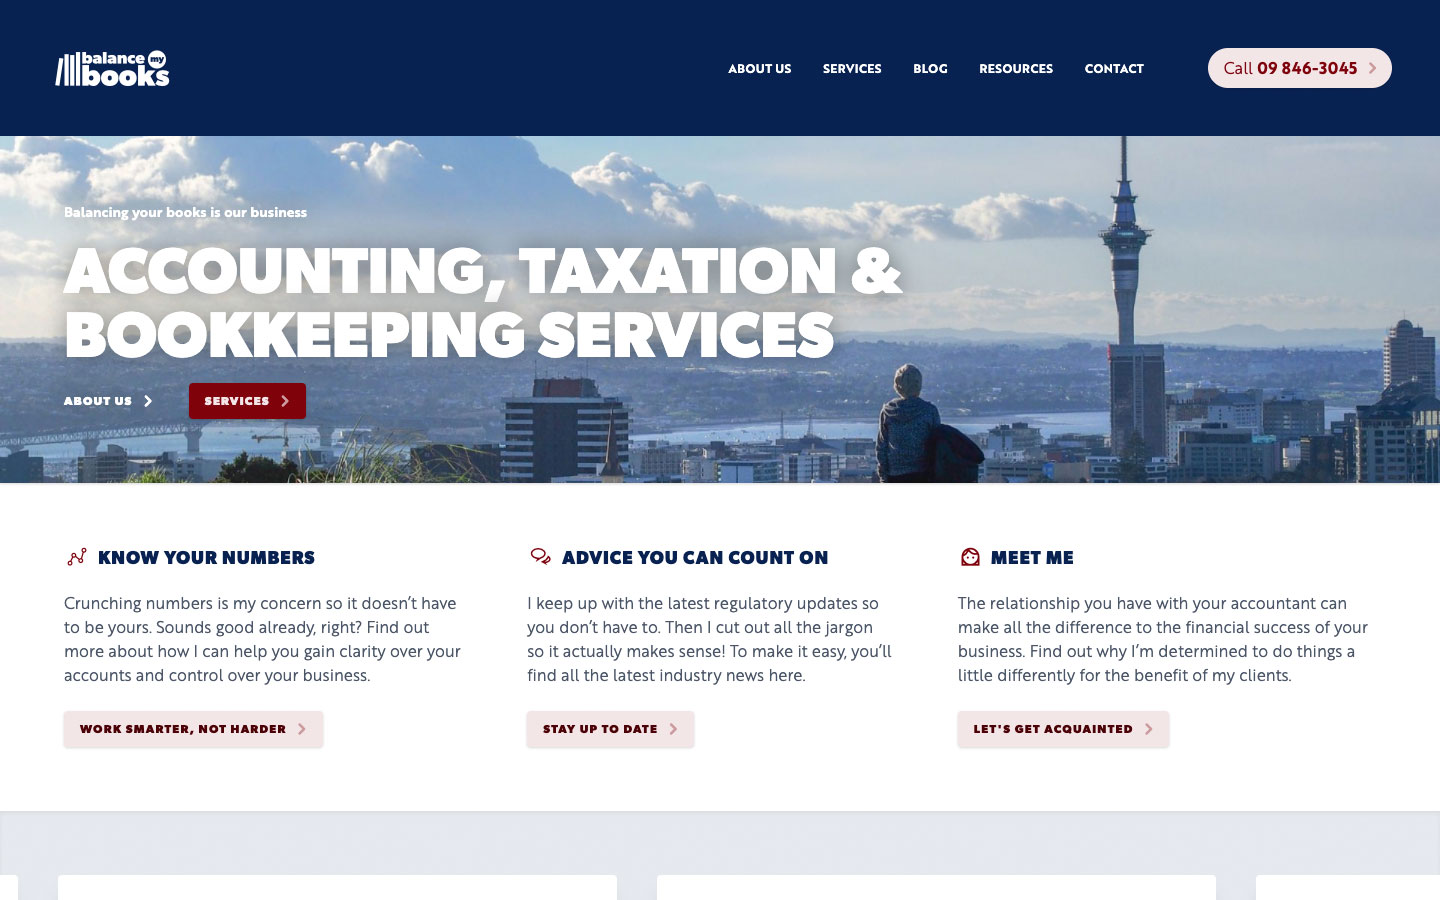 balance my
books
ABOUT US
SERVICES
BLOG
RESOURCES
CONTACT
Call 09 846-3045
Balancing your books is our business
ACCOUNTING, TAXATION &
BOOKKEEPING SERVICES
ABOUT US
SERVICES
KNOW YOUR NUMBERS
Crunching numbers is my concern so it doesn’t have
to be yours. Sounds good already, right? Find out
more about how I can help you gain clarity over your
accounts and control over your business.
WORK SMARTER, NOT HARDER
ADVICE YOU CAN COUNT ON
I keep up with the latest regulatory updates so
you don’t have to. Then I cut out all the jargon
so it actually makes sense! To make it easy, you’ll
find all the latest industry news here.
STAY UP TO DATE
MEET ME
The relationship you have with your accountant can
make all the difference to the financial success of your
business. Find out why I’m determined to do things a
little differently for the benefit of my clients.
LET'S GET ACQUAINTED